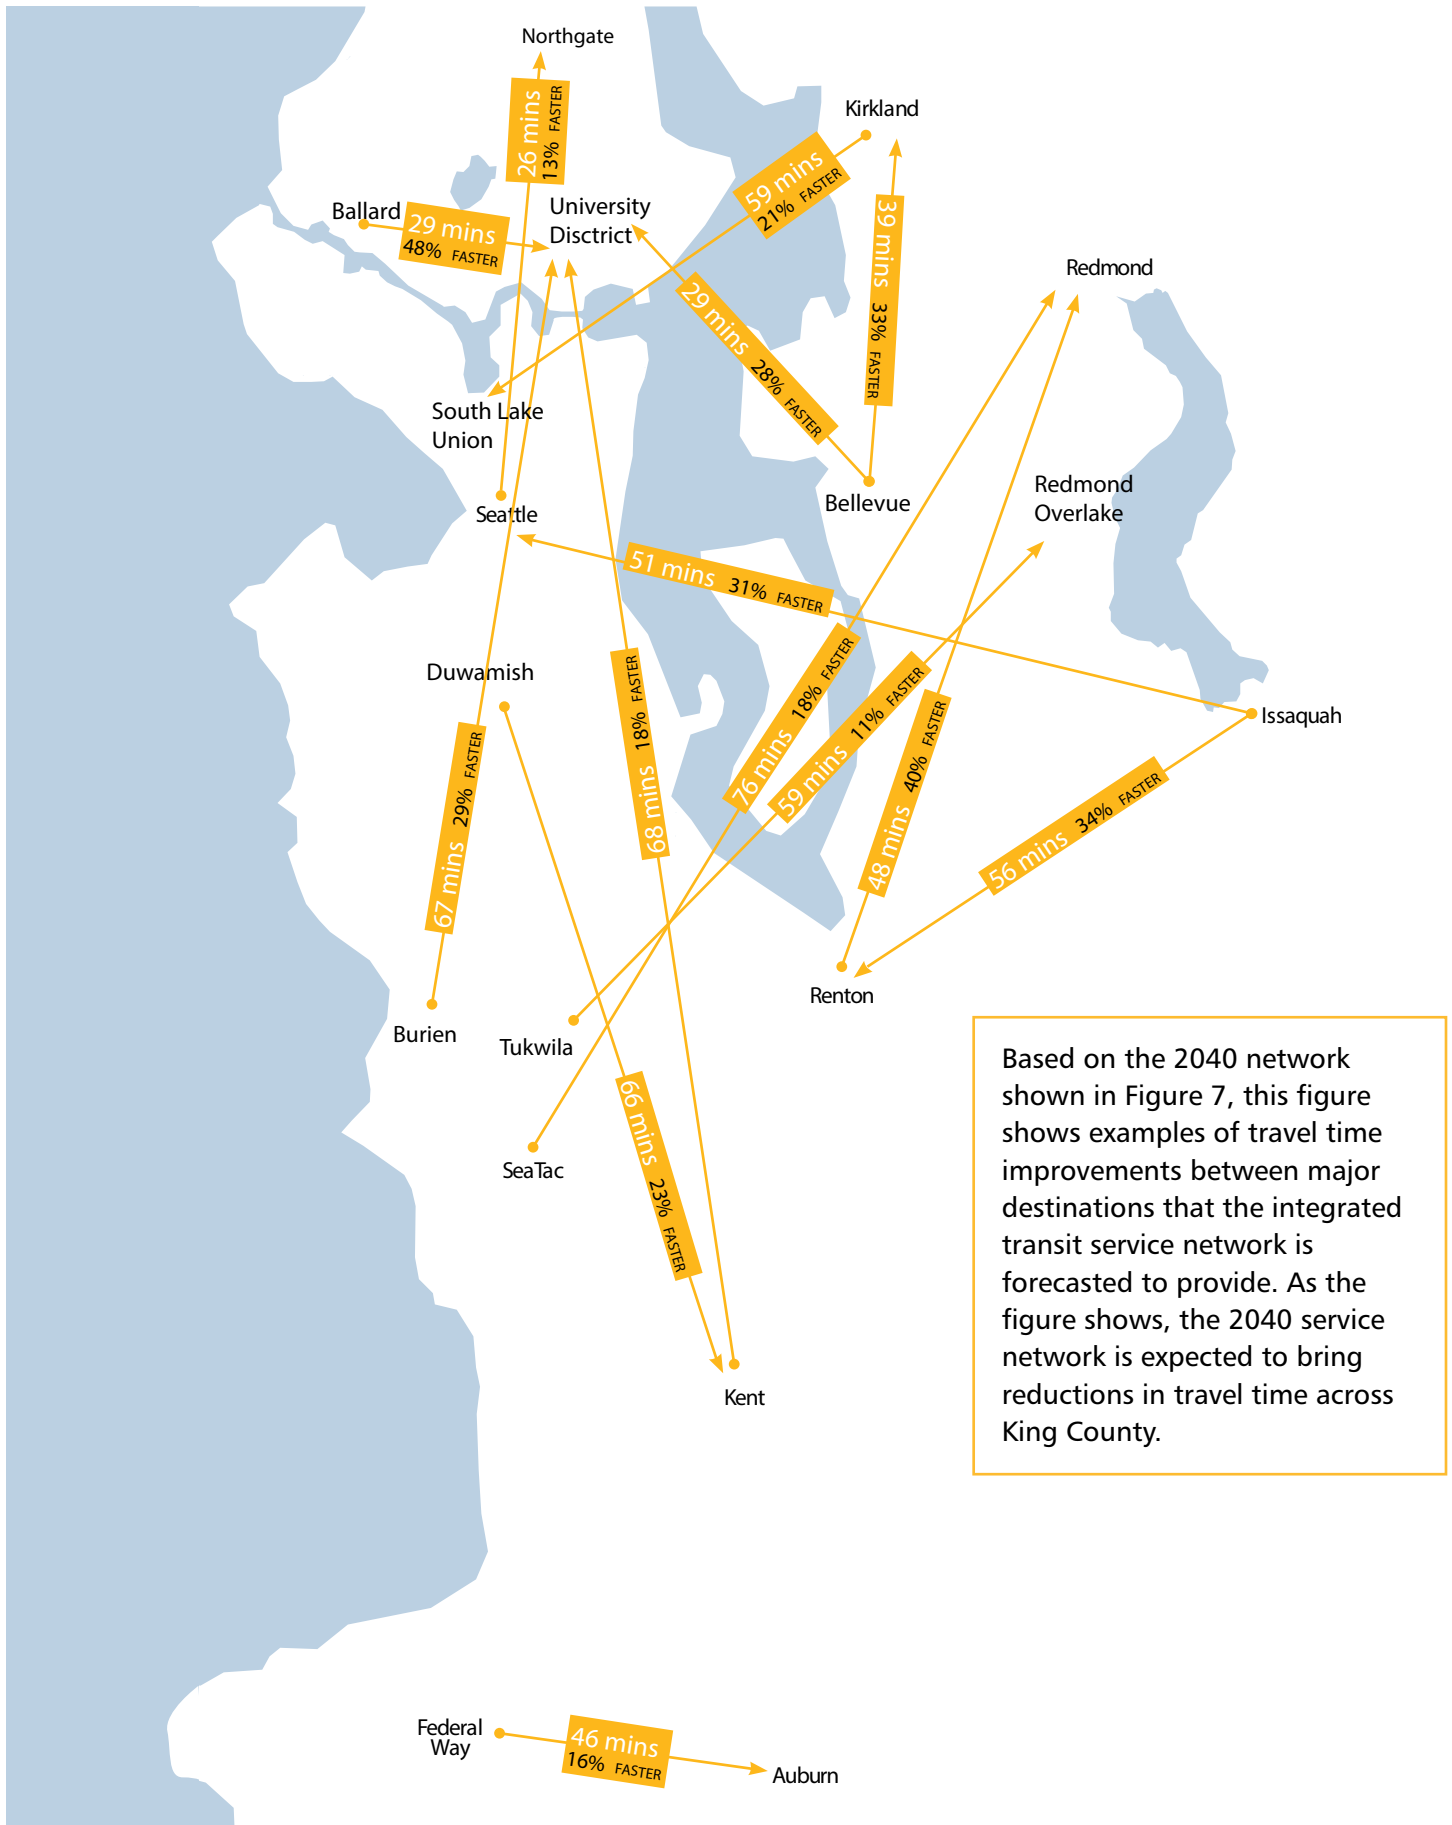 Northgate
26 mins
13% FASTER
Kirkland
59 mins
21% FASTER
Ballard
29 mins
48% FASTER
University
Disctrict
39 mins 33% FASTER
Redmond
29 mins 28% FASTER
South Lake
Union
Seattle
Bellevue
Redmond
Overlake
51 mins 31% FASTER
Duwamish
67 mins 29% FASTER
98 mins 18% FASTER
76 mins 18% FASTER
59 mins 11% FASTER
48 mins 40% FASTER
Issaquah
56 mins 34% FASTER
Renton
Burien
Tukwila
66 mins 23% FASTER
SeaTac
Kent
Based on the 2040 network
shown in Figure 7, this figure
shows examples of travel time
improvements between major
destinations that the integrated
transit service network is
forecasted to provide. As the
figure shows, the 2040 service
network is expected to bring
reductions in travel time across
King County.
Federal
Way
46 mins
16% FASTER
Auburn